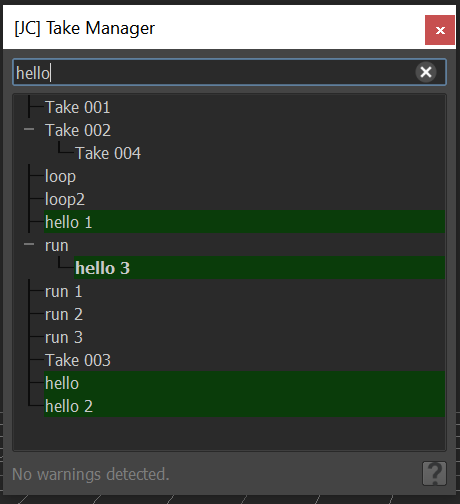 [JC] Take Manager
hello
Take 001
Take 002
Take 004
loop
loop2
hello 1
run
hello 3
run 1
run 2
run 3
Take 003
hello
hello 2
No warnings detected.
?